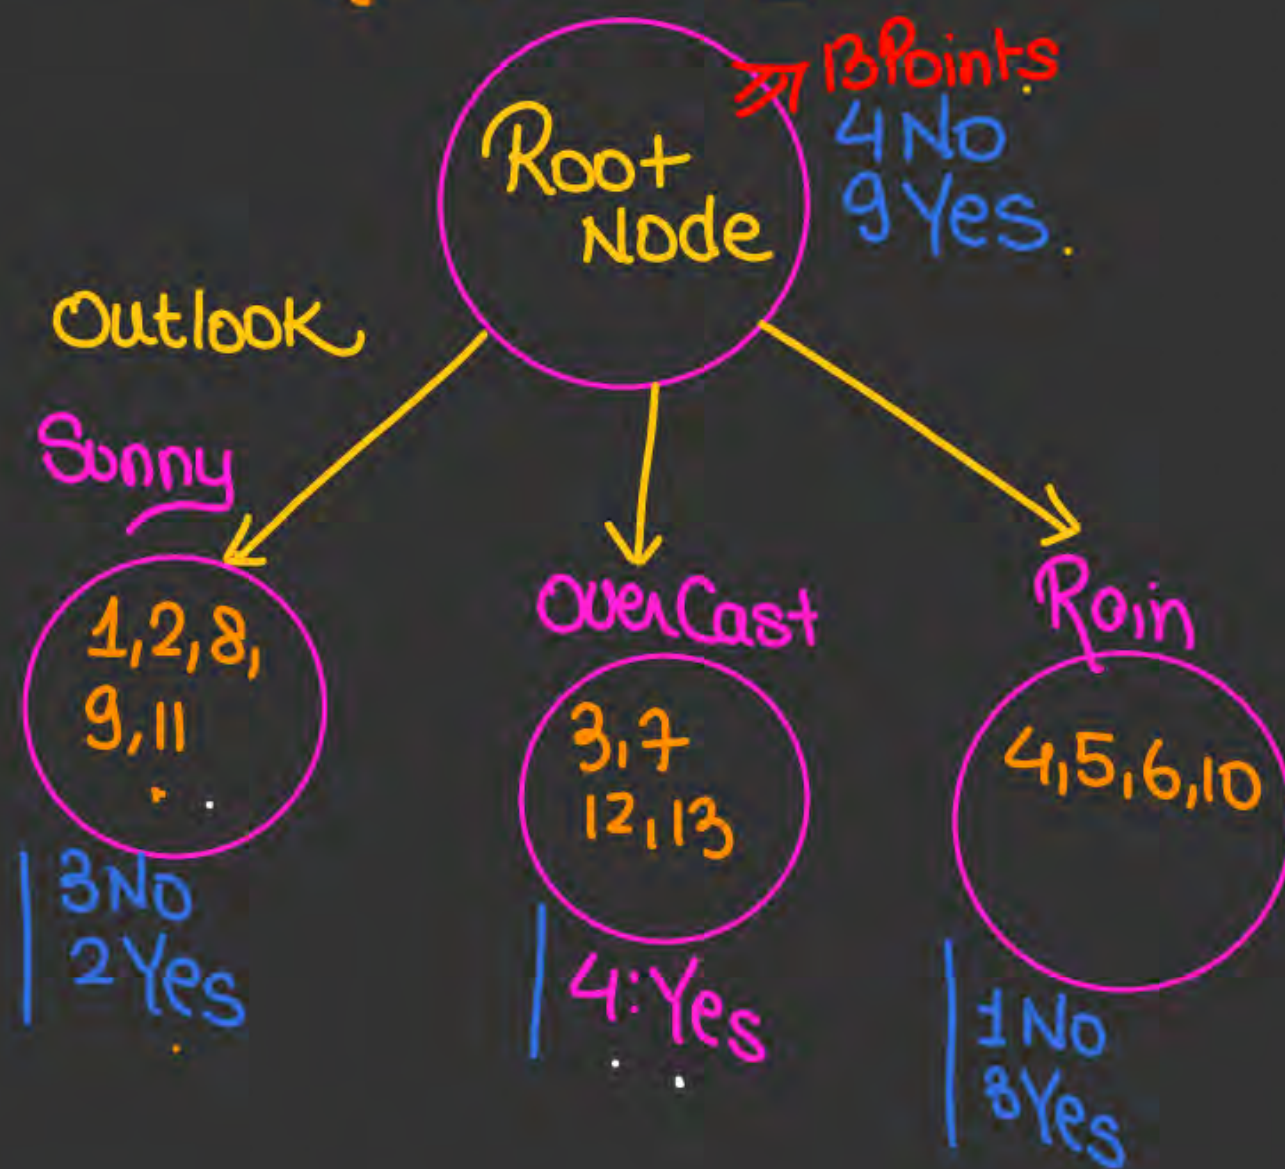 Root
Node
13 Points
4 No
9 Yes.
Outlook
Sunny
1,2,8,
9,11
3 No
2 Yes
OverCast
3,7
12,13
4:Yes
Rain
4,5,6,10
1 No
3 Yes